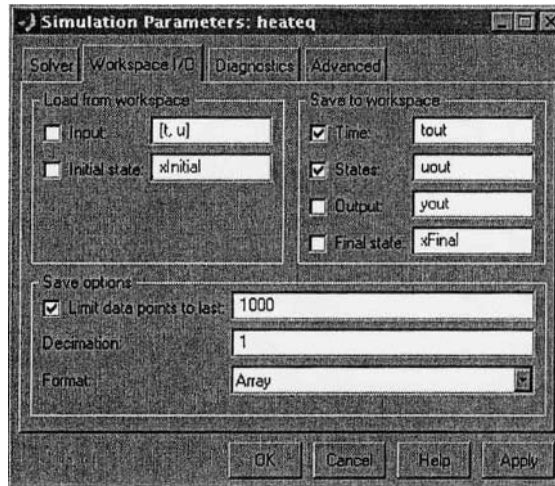 Simulation Parameters: heateq
Solver Workspace I/O Diagnostics Advanced
Load from workspace
Input: [t, u]
Initial state: xInitial
Save to workspace
Time: tout
States: uout
Output: yout
Final state: xFinal
Save options
Limit data points to last: 1000
Decimation: 1
Format: Array
OK Cancel Help Apply